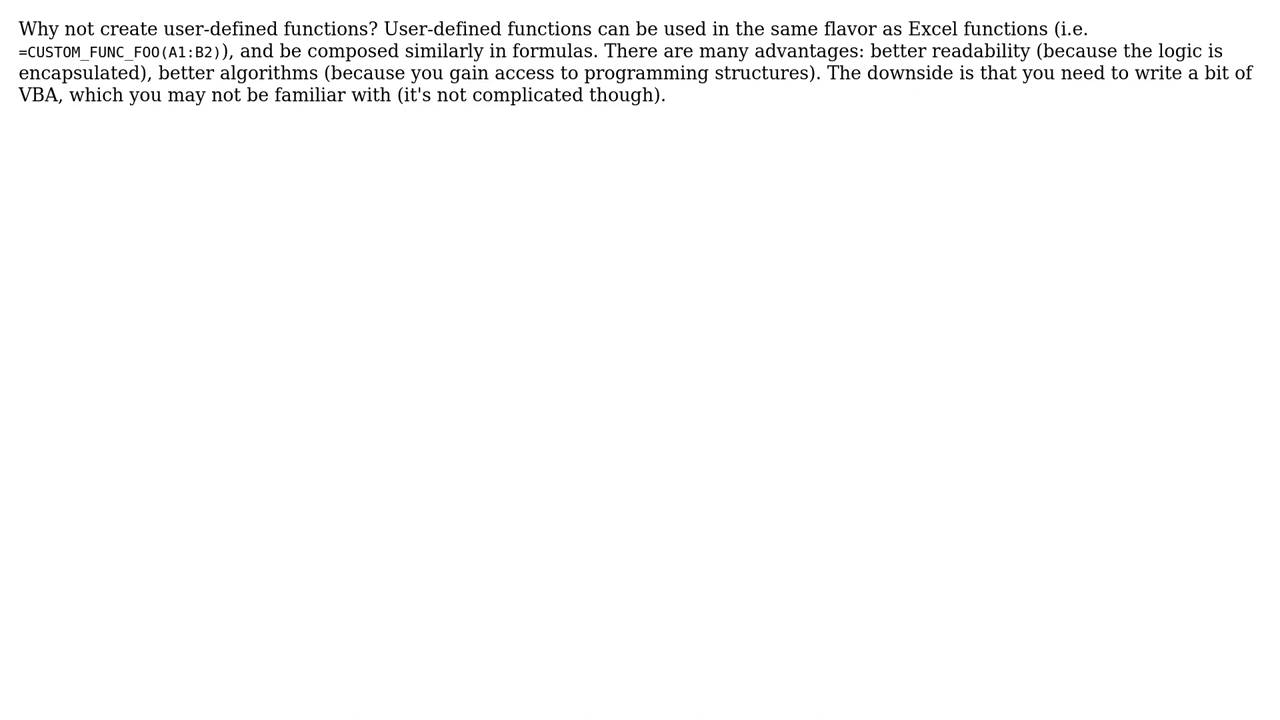 Why not create user-defined functions? User-defined functions can be used in the same flavor as Excel functions (i.e.
=CUSTOM_FUNC_FOO(A1:B2)), and be composed similarly in formulas. There are many advantages: better readability (because the logic is
encapsulated), better algorithms (because you gain access to programming structures). The downside is that you need to write a bit of
VBA, which you may not be familiar with (it's not complicated though).